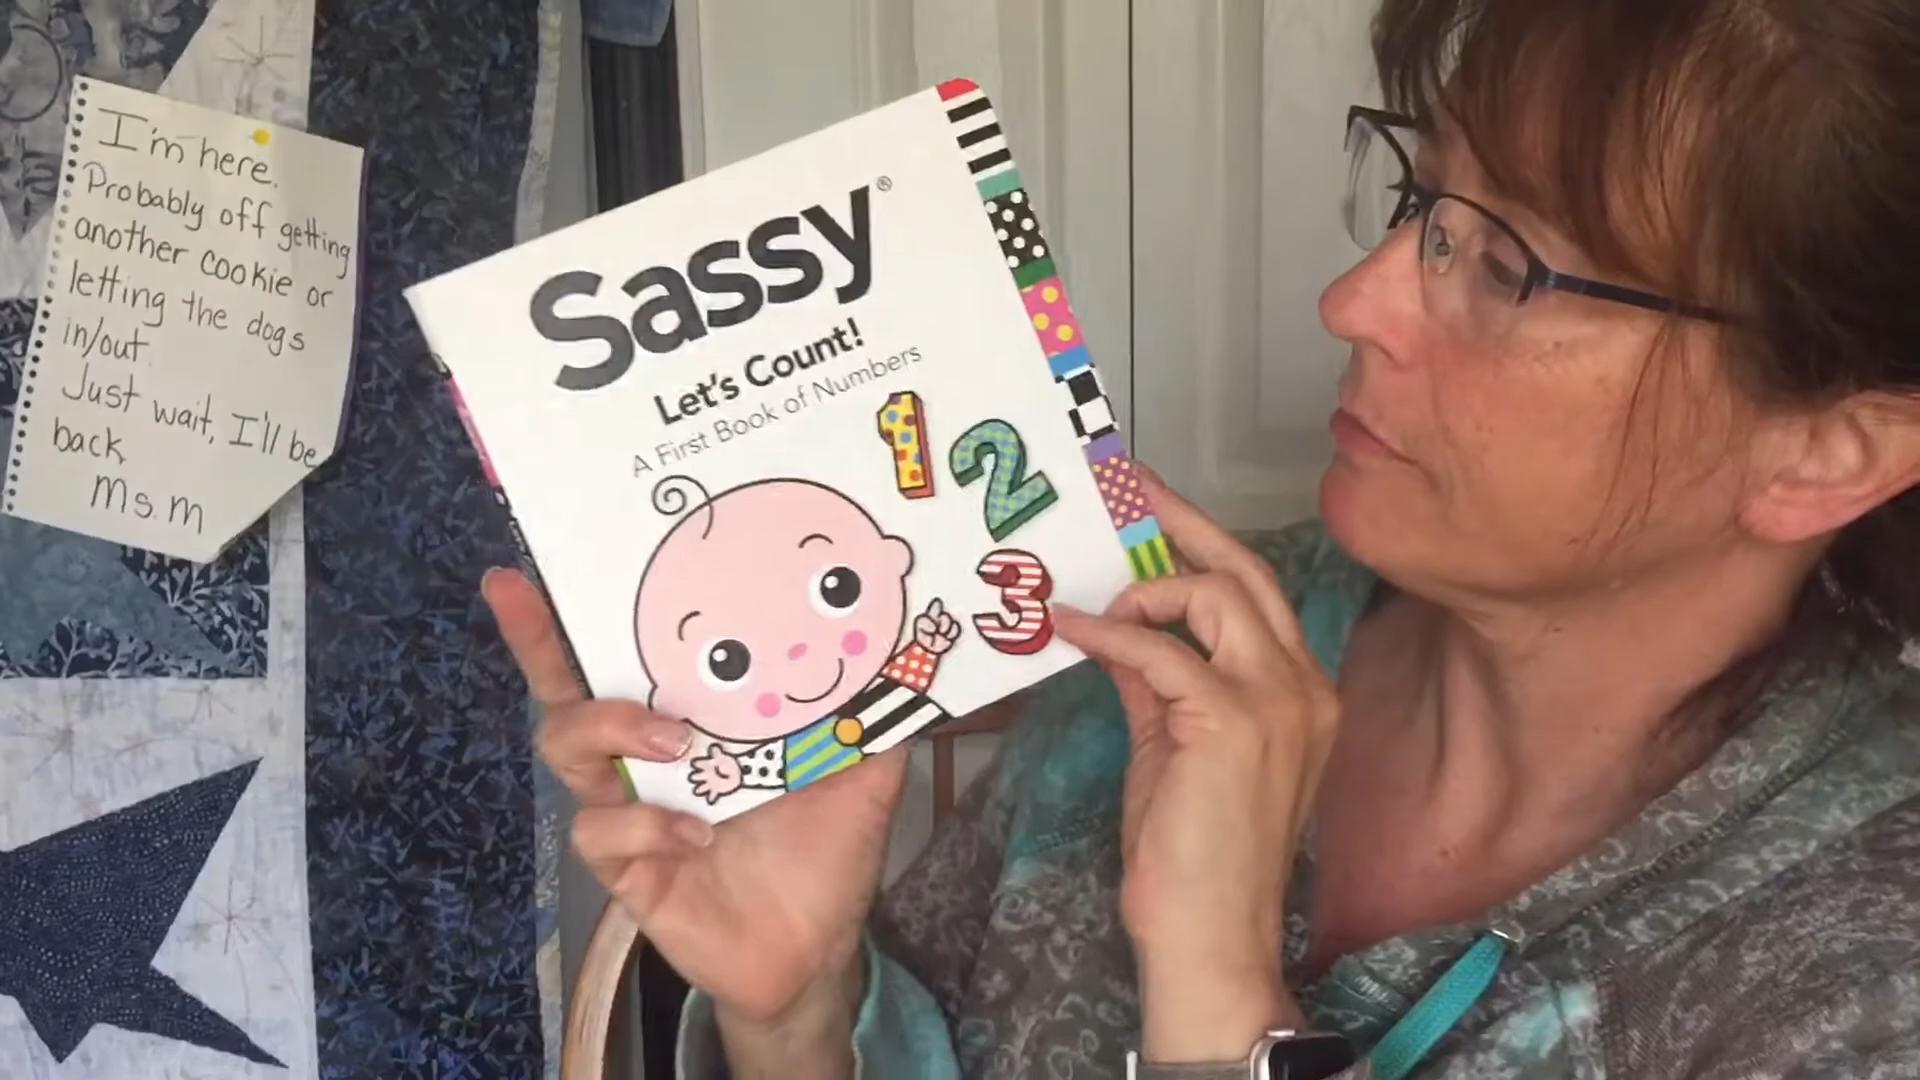 I'm here.
Probably off getting
another cookie or
letting the dogs
in/out.
Just wait, I'll be
back
Ms. M
Sassy®
Let's Count!
A First Book of Numbers
1 2
3